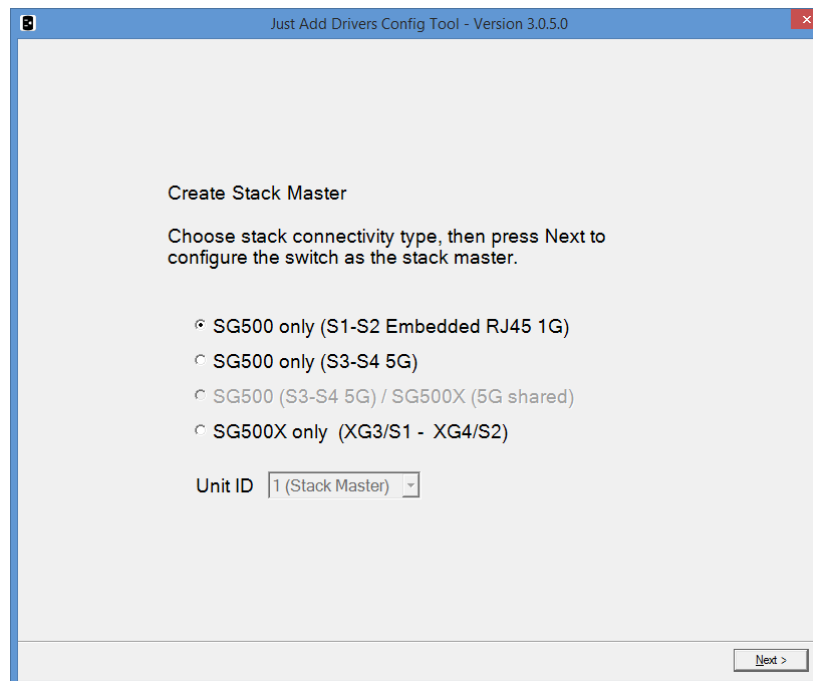 Just Add Drivers Config Tool - Version 3.0.5.0
Create Stack Master
Choose stack connectivity type, then press Next to
configure the switch as the stack master.
SG500 only (S1-S2 Embedded RJ45 1G)
SG500 only (S3-S4 5G)
SG500 (S3-S4 5G) / SG500X (5G shared)
SG500X only (XG3/S1 - XG4/S2)
Unit ID 1 (Stack Master)
Next >